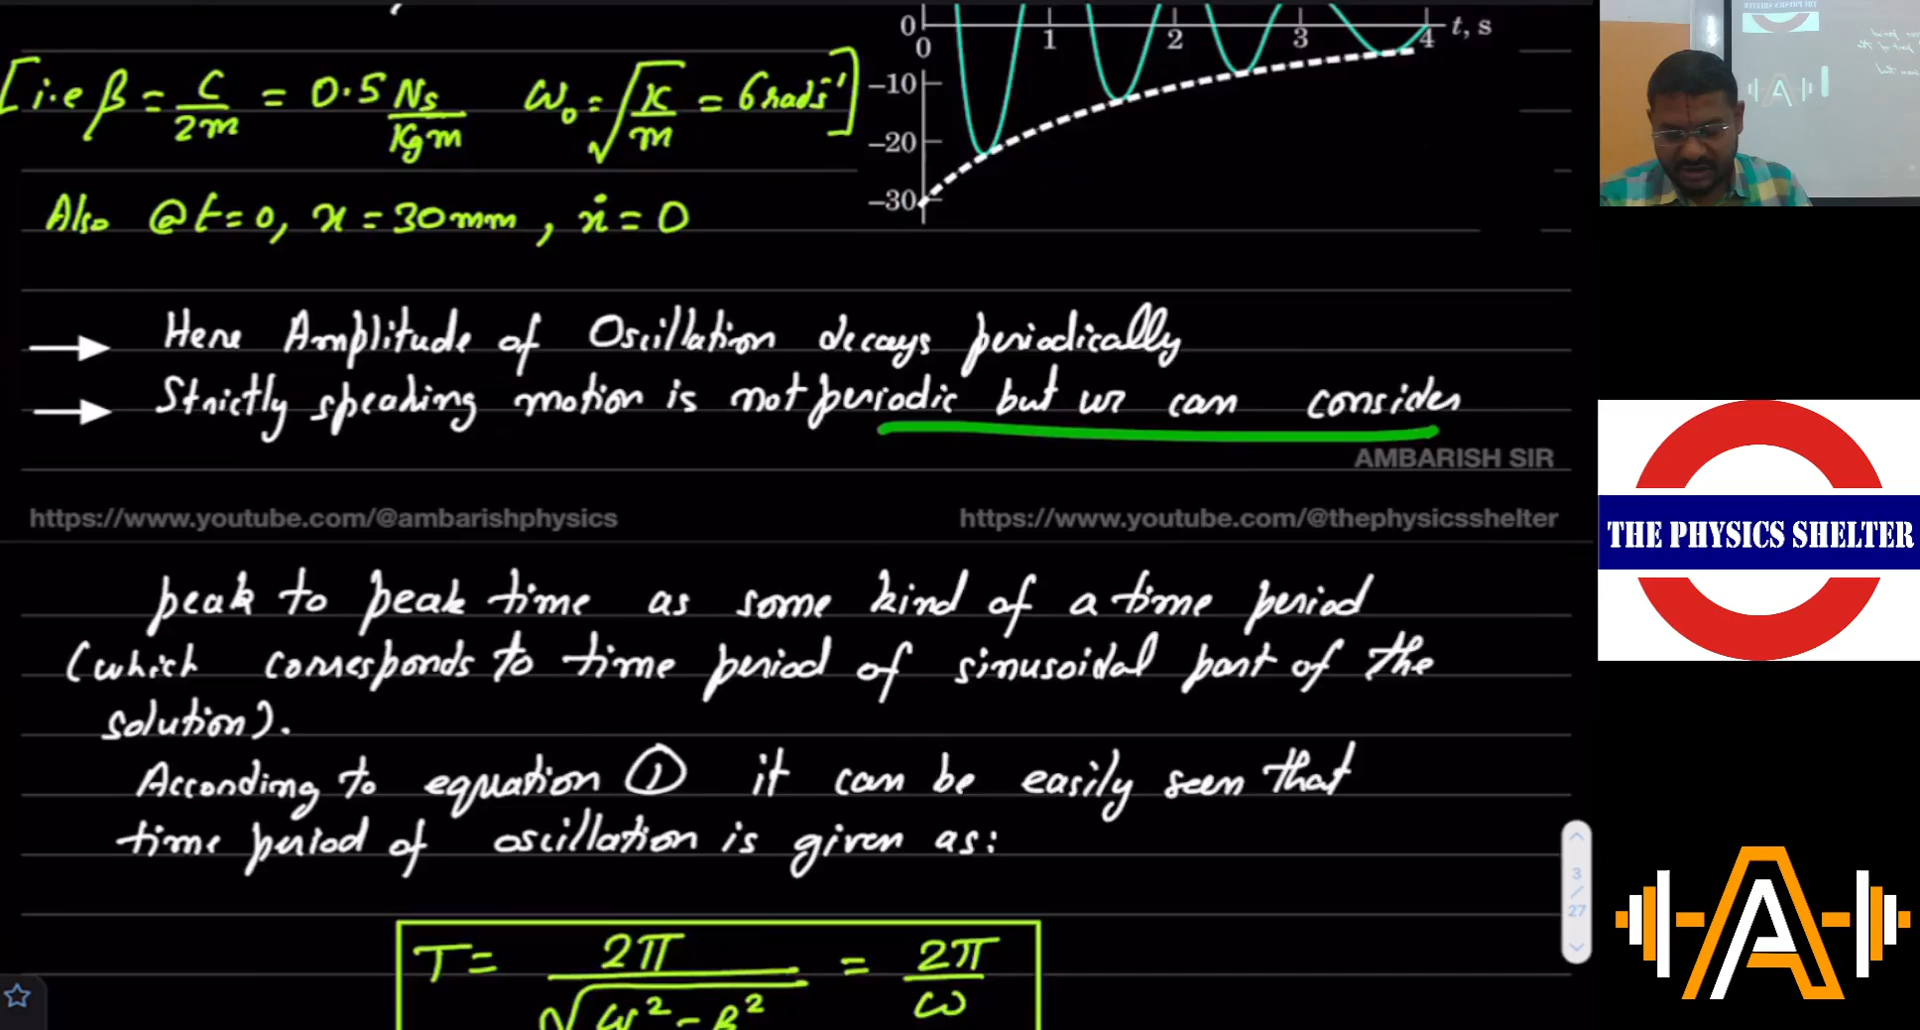 0
0 1 2 3 4 t, s
-10
-20
-30
[i.e β = c/2m = 0.5 Ns/Kgm ω₀ = √K/m = 6 rads⁻¹]
Also @t=0, x = 30mm, ẋ = 0
→ Here Amplitude of Oscillation decays periodically
→ Strictly speaking motion is not periodic but we can consider
AMBARISH SIR
https://www.youtube.com/@ambarishphysics https://www.youtube.com/@thephysicsshelter
peak to peak time as some kind of a time period
(which corresponds to time period of sinusoidal part of the
solution).
According to equation ① it can be easily seen that
time period of oscillation is given as:
T = 2π/√ω²-β² = 2π/ω
3
/
27
THE PHYSICS SHELTER
A